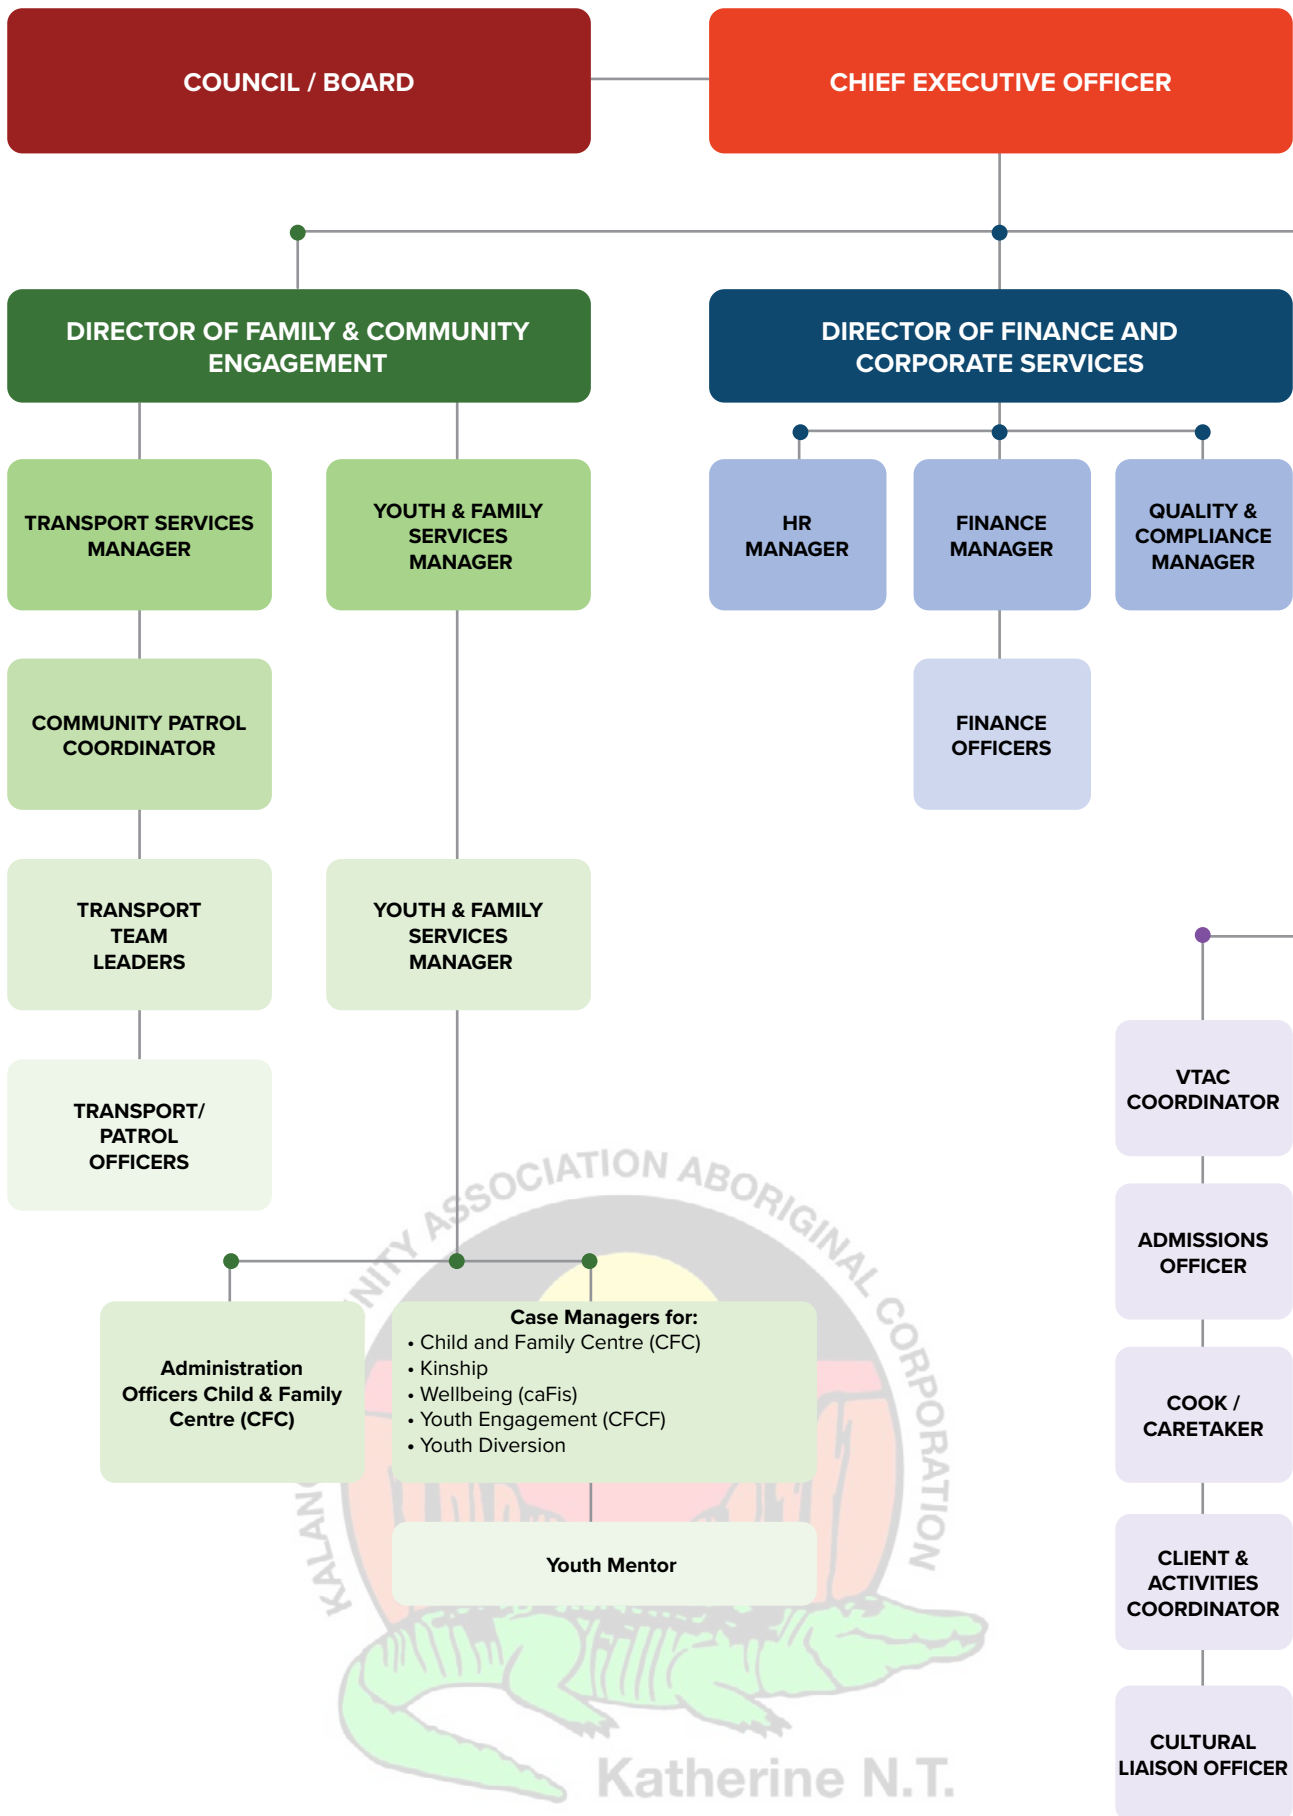 COUNCIL / BOARD
CHIEF EXECUTIVE OFFICER
DIRECTOR OF FAMILY & COMMUNITY
ENGAGEMENT
DIRECTOR OF FINANCE AND
CORPORATE SERVICES
TRANSPORT SERVICES
MANAGER
YOUTH & FAMILY
SERVICES
MANAGER
HR
MANAGER
FINANCE
MANAGER
QUALITY &
COMPLIANCE
MANAGER
COMMUNITY PATROL
COORDINATOR
FINANCE
OFFICERS
TRANSPORT
TEAM
LEADERS
YOUTH & FAMILY
SERVICES
MANAGER
TRANSPORT/
PATROL
OFFICERS
VTAC
COORDINATOR
ADMISSIONS
OFFICER
COOK /
CARETAKER
CLIENT &
ACTIVITIES
COORDINATOR
CULTURAL
LIAISON OFFICER
Administration
Officers Child & Family
Centre (CFC)
Case Managers for:
• Child and Family Centre (CFC)
• Kinship
• Wellbeing (caFis)
• Youth Engagement (CFCF)
• Youth Diversion
Youth Mentor
ASSOCIATION ABORIGINAL CORPORATION
Katherine N.T.